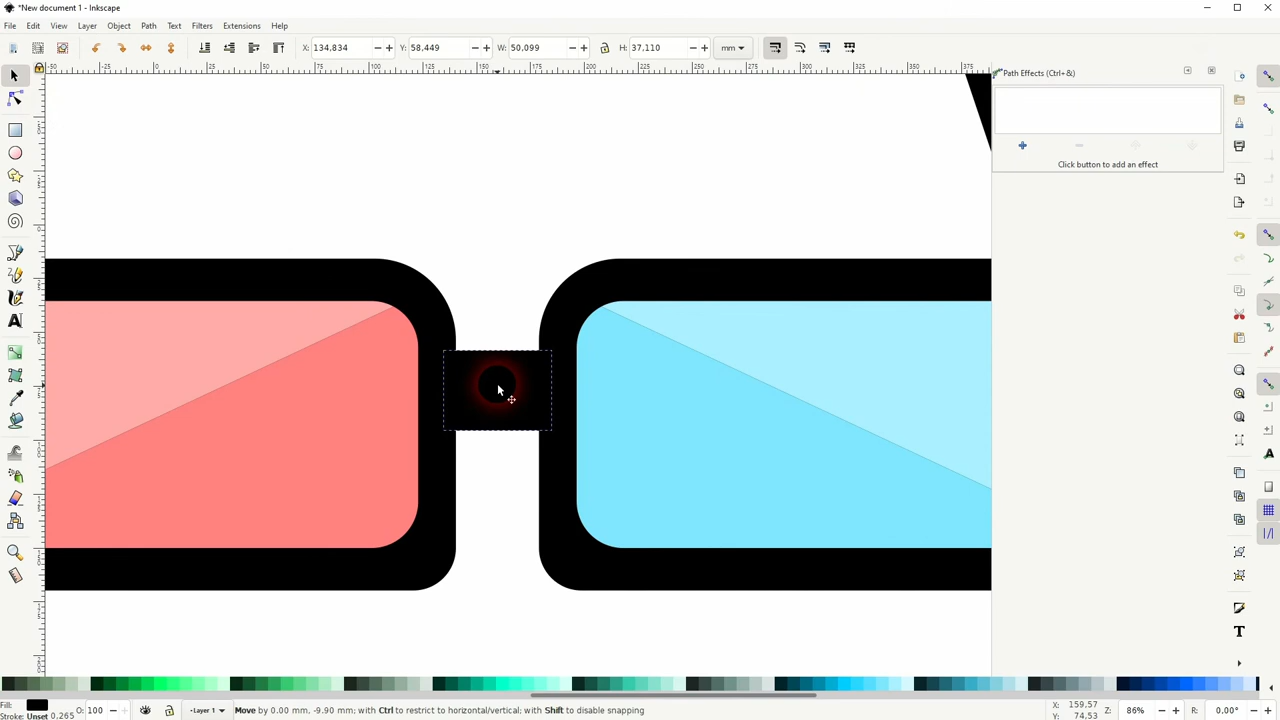 *New document 1 - Inkscape
File Edit View Layer Object Path Text Filters Extensions Help
X: 134,834 Y: 58,449 W: 50,099 H: 37,110 mm
Path Effects (Ctrl+&)
Click button to add an effect
Fill:
Stroke: Unset 0,265
O: 100
Layer 1
Move by 0.00 mm, -9.90 mm; with Ctrl to restrict to horizontal/vertical; with Shift to disable snapping
X: 159,57
Y: 74,53
Z: 86%
R: 0,00°